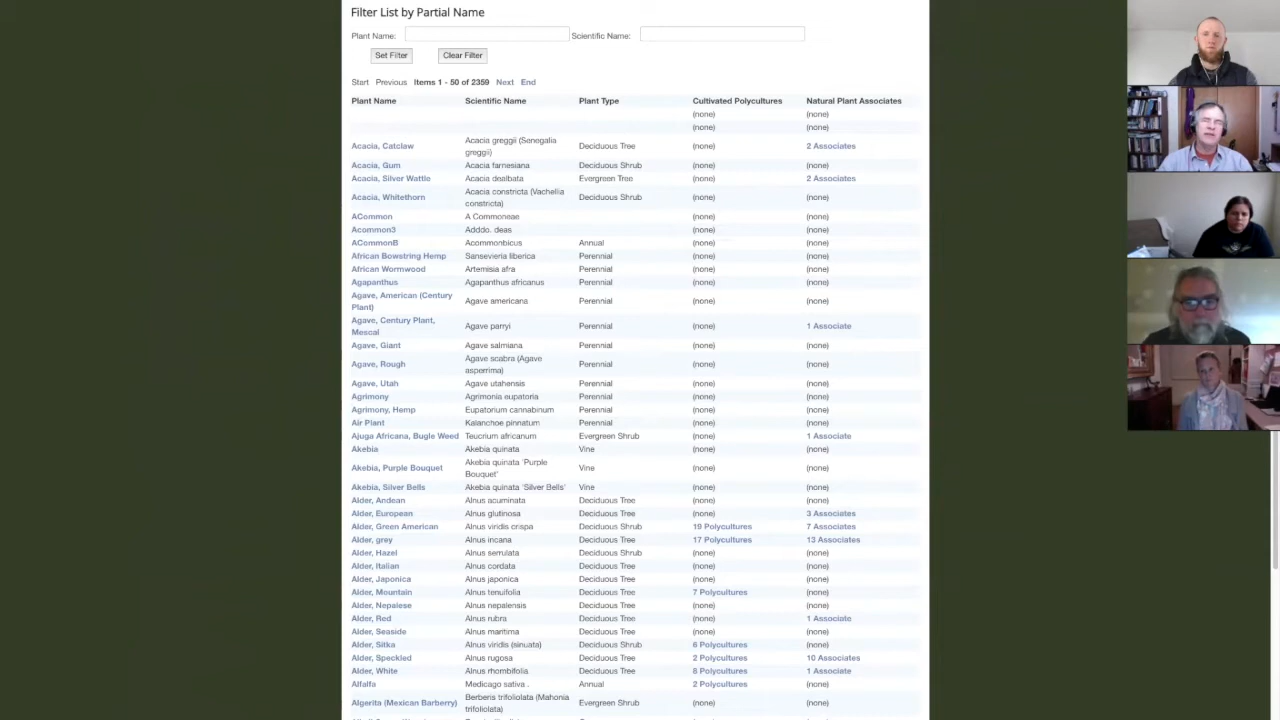 Filter List by Partial Name
Plant Name: Scientific Name:
Set Filter Clear Filter
Start Previous Items 1 - 50 of 2359 Next End
Plant Name Scientific Name Plant Type Cultivated Polycultures Natural Plant Associates
(none) (none)
(none) (none)
Acacia, Catclaw Acacia greggii (Senegalia greggii) Deciduous Tree (none) 2 Associates
Acacia, Gum Acacia farnesiana Deciduous Shrub (none) (none)
Acacia, Silver Wattle Acacia dealbata Evergreen Tree (none) 2 Associates
Acacia, Whitethorn Acacia constricta (Vachellia constricta) Deciduous Shrub (none) (none)
ACommon A Commoneae (none) (none)
Acommon3 Adddo. deas (none) (none)
ACommonB Acommonbicus Annual (none) (none)
African Bowstring Hemp Sansevieria liberica Perennial (none) (none)
African Wormwood Artemisia afra Perennial (none) (none)
Agapanthus Agapanthus africanus Perennial (none) (none)
Agave, American (Century Plant) Agave americana Perennial (none) (none)
Agave, Century Plant, Mescal Agave parryi Perennial (none) 1 Associate
Agave, Giant Agave salmiana Perennial (none) (none)
Agave, Rough Agave scabra (Agave asperrima) Perennial (none) (none)
Agave, Utah Agave utahensis Perennial (none) (none)
Agrimony Agrimonia eupatoria Perennial (none) (none)
Agrimony, Hemp Eupatorium cannabinum Perennial (none) (none)
Air Plant Kalanchoe pinnatum Perennial (none) (none)
Ajuga Africana, Bugle Weed Teucrium africanum Evergreen Shrub (none) 1 Associate
Akebia Akebia quinata Vine (none) (none)
Akebia, Purple Bouquet Akebia quinata 'Purple Bouquet' Vine (none) (none)
Akebia, Silver Bells Akebia quinata 'Silver Bells' Vine (none) (none)
Alder, Andean Alnus acuminata Deciduous Tree (none) (none)
Alder, European Alnus glutinosa Deciduous Tree (none) 3 Associates
Alder, Green American Alnus viridis crispa Deciduous Shrub 19 Polycultures 7 Associates
Alder, grey Alnus incana Deciduous Tree 17 Polycultures 13 Associates
Alder, Hazel Alnus serrulata Deciduous Shrub (none) (none)
Alder, Italian Alnus cordata Deciduous Tree (none) (none)
Alder, Japonica Alnus japonica Deciduous Tree (none) (none)
Alder, Mountain Alnus tenuifolia Deciduous Tree 7 Polycultures (none)
Alder, Nepalese Alnus nepalensis Deciduous Tree (none) (none)
Alder, Red Alnus rubra Deciduous Tree (none) 1 Associate
Alder, Seaside Alnus maritima Deciduous Tree (none) (none)
Alder, Sitka Alnus viridis (sinuata) Deciduous Shrub 6 Polycultures (none)
Alder, Speckled Alnus rugosa Deciduous Tree 2 Polycultures 10 Associates
Alder, White Alnus rhombifolia Deciduous Tree 8 Polycultures 1 Associate
Alfalfa Medicago sativa . Annual 2 Polycultures (none)
Algerita (Mexican Barberry) Berberis trifoliolata (Mahonia trifoliolata) Evergreen Shrub (none) (none)